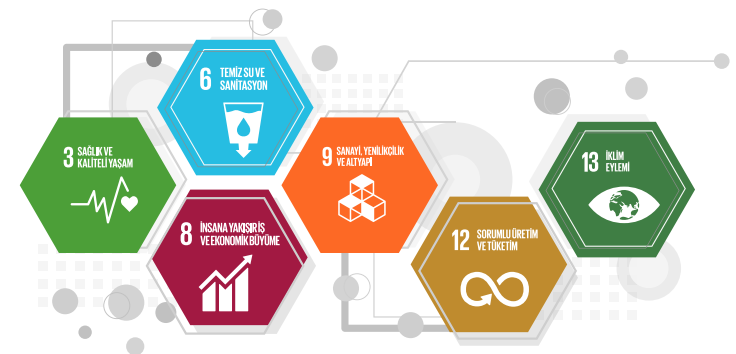 3 SAĞLIK VE
KALİTELİ YAŞAM
6 TEMİZ SU VE
SANİTASYON
8 İNSANA YAKIŞIR İŞ
VE EKONOMİK BÜYÜME
9 SANAYİ, YENİLİKÇİLİK
VE ALTYAPI
12 SORUMLU ÜRETİM
VE TÜKETİM
13 İKLİM
EYLEMİ